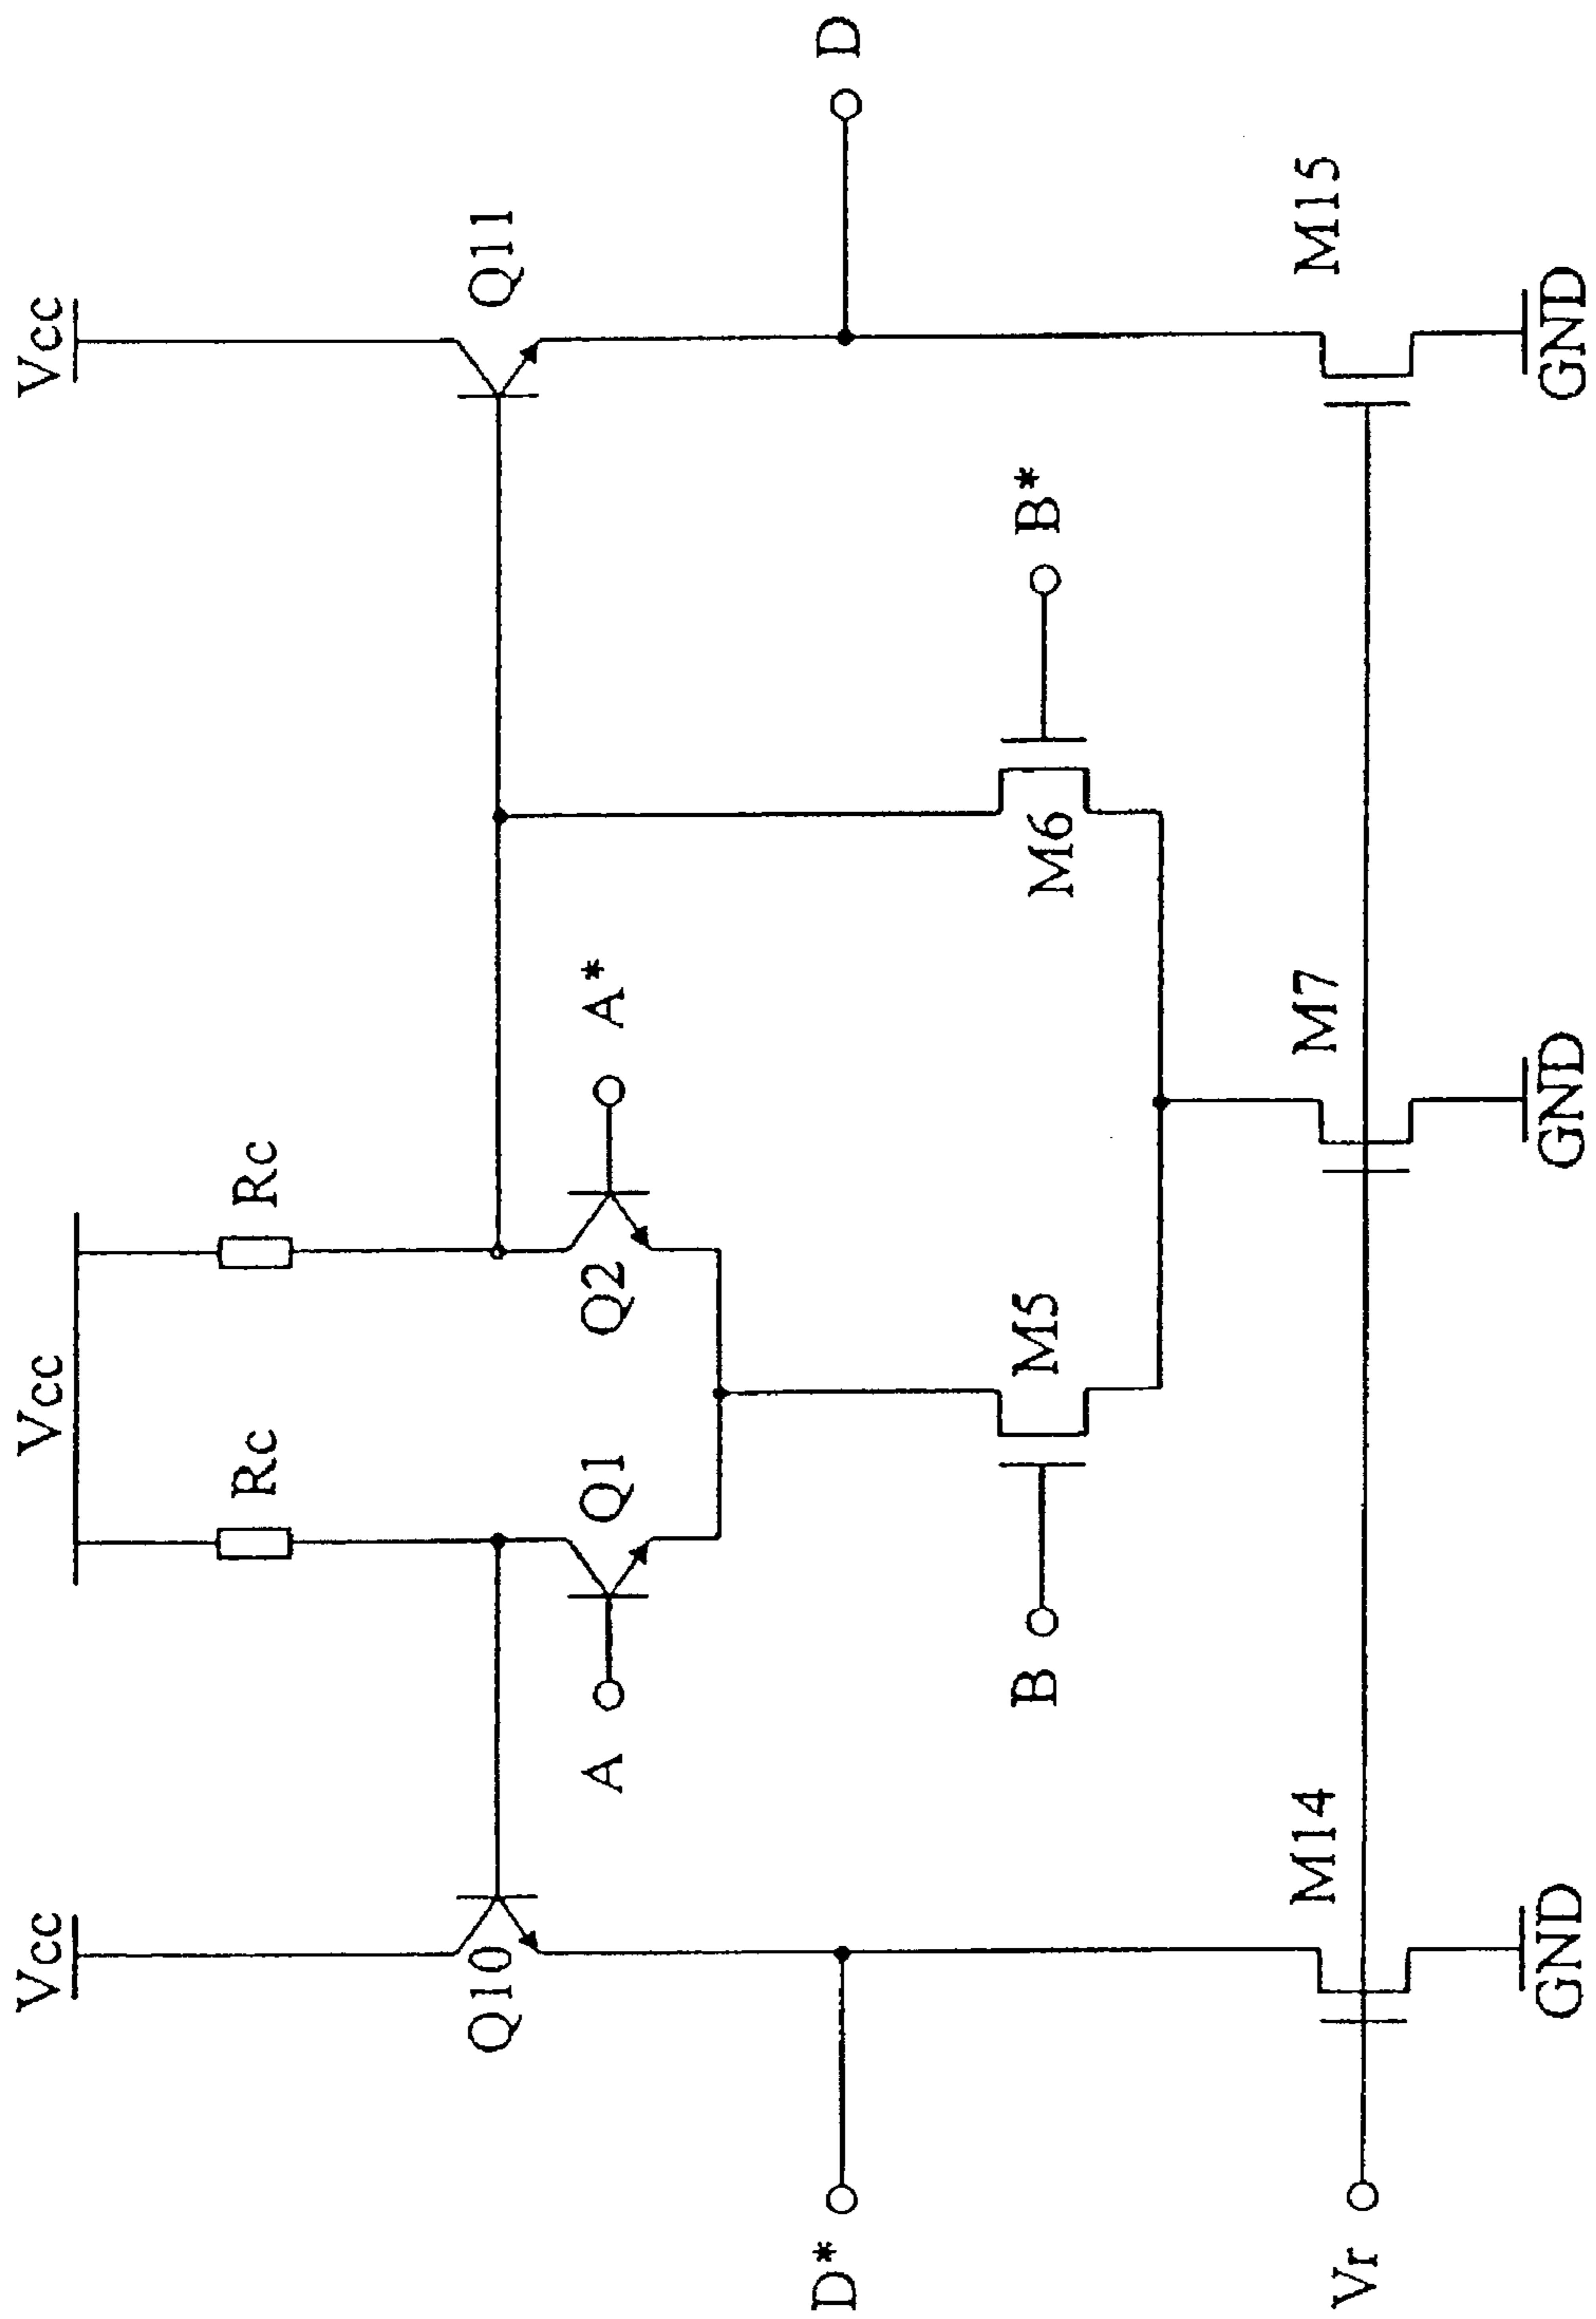 Vcc
Vcc
Vcc
Rc
Rc
Q10
Q11
Q1
Q2
A
A*
D*
D
B
M5
M6
B*
M14
M7
M15
Vr
GND
GND
GND